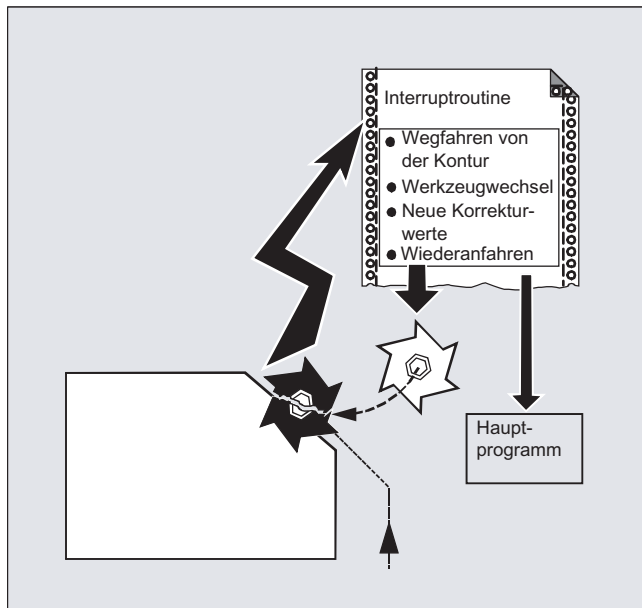 Interruptroutine
● Wegfahren von
der Kontur
● Werkzeugwechsel
● Neue Korrektur-
werte
● Wiederanfahren
Haupt-
programm